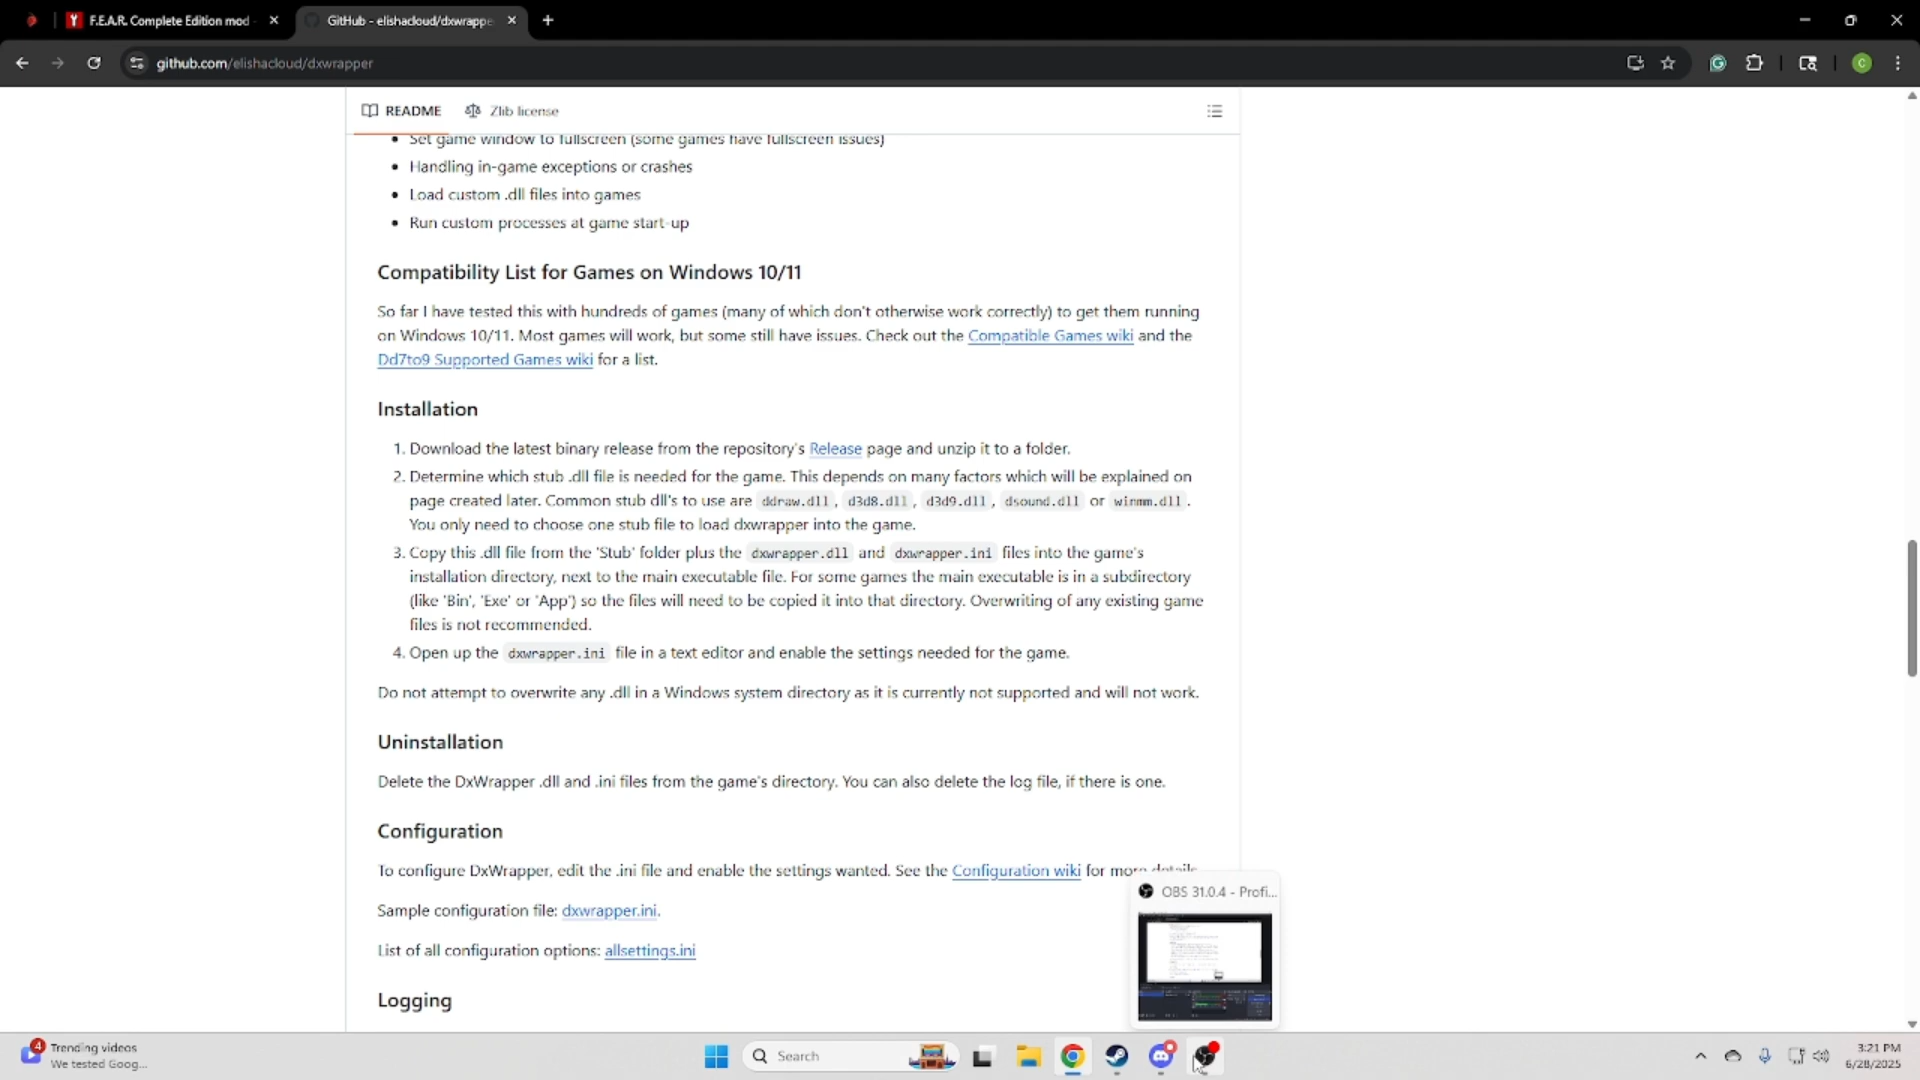 F.E.A.R. Complete Edition mod
GitHub - elishacloud/dxwrappe
github.com/elishacloud/dxwrapper
C
README
Zlib license
Set game window to fullscreen (some games have fullscreen issues)
Handling in-game exceptions or crashes
Load custom .dll files into games
Run custom processes at game start-up
Compatibility List for Games on Windows 10/11
So far I have tested this with hundreds of games (many of which don't otherwise work correctly) to get them running
on Windows 10/11. Most games will work, but some still have issues. Check out the Compatible Games wiki and the
Dd7to9 Supported Games wiki for a list.
Installation
1. Download the latest binary release from the repository's Release page and unzip it to a folder.
2. Determine which stub .dll file is needed for the game. This depends on many factors which will be explained on
page created later. Common stub dll's to use are ddraw.dll, d3d8.dll, d3d9.dll, dsound.dll or winmm.dll.
You only need to choose one stub file to load dxwrapper into the game.
3. Copy this .dll file from the 'Stub' folder plus the dxwrapper.dll and dxwrapper.ini files into the game's
installation directory, next to the main executable file. For some games the main executable is in a subdirectory
(like 'Bin', 'Exe' or 'App') so the files will need to be copied it into that directory. Overwriting of any existing game
files is not recommended.
4. Open up the dxwrapper.ini file in a text editor and enable the settings needed for the game.
Do not attempt to overwrite any .dll in a Windows system directory as it is currently not supported and will not work.
Uninstallation
Delete the DxWrapper .dll and .ini files from the game's directory. You can also delete the log file, if there is one.
Configuration
To configure DxWrapper, edit the .ini file and enable the settings wanted. See the Configuration wiki for more details.
Sample configuration file: dxwrapper.ini.
List of all configuration options: allsettings.ini
Logging
OBS 31.0.4 - Profi...
4
Trending videos
We tested Goog...
Search
3:21 PM
6/28/2025